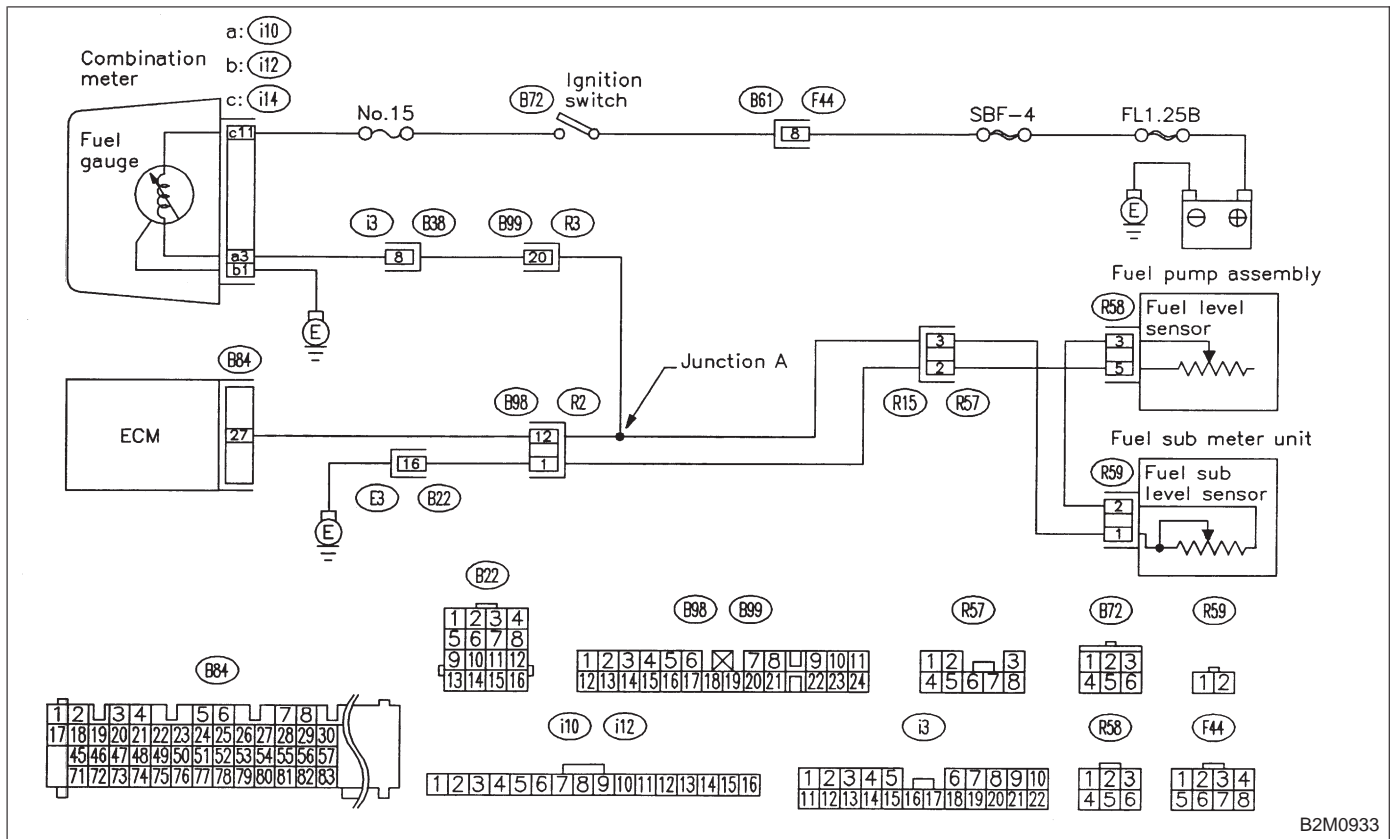 a: i10
Combination
meter
b: i12
c: i14
Fuel
gauge
c11
No.15
B72
Ignition
switch
B61
F44
8
SBF-4
FL1.25B
E
⊖ ⊕
a3
b1
i3
B38
8
B99
R3
20
E
Fuel pump assembly
R58
Fuel level
sensor
3
5
ECM
B84
27
B98
R2
12
1
Junction A
3
2
R15
R57
16
E3
B22
E
Fuel sub meter unit
R59
Fuel sub
level sensor
2
1
B22
1 2 3 4
5 6 7 8
9 10 11 12
13 14 15 16
B98 B99
1 2 3 4 5 6 7 8 9 10 11
12 13 14 15 16 17 18 19 20 21 22 23 24
R57
1 2 3
4 5 6 7 8
B72
1 2 3
4 5 6
R59
1 2
B84
1 2 3 4 5 6 7 8
17 18 19 20 21 22 23 24 25 26 27 28 29 30
45 46 47 48 49 50 51 52 53 54 55 56 57
71 72 73 74 75 76 77 78 79 80 81 82 83
i10 i12
1 2 3 4 5 6 7 8 9 10 11 12 13 14 15 16
i3
1 2 3 4 5 6 7 8 9 10
11 12 13 14 15 16 17 18 19 20 21 22
R58
1 2 3
4 5 6
F44
1 2 3 4
5 6 7 8
B2M0933